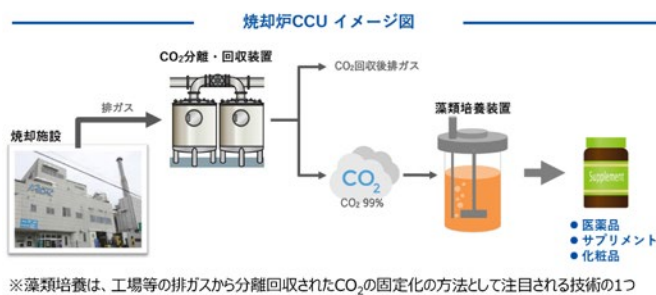 焼却炉CCU イメージ図
CO₂分離・回収装置
CO₂回収後排ガス
排ガス
藻類培養装置
焼却施設
CO₂
CO₂ 99%
Supplement
● 医薬品
● サプリメント
● 化粧品
※藻類培養は、工場等の排ガスから分離回収されたCO₂の固定化の方法として注目される技術の1つ